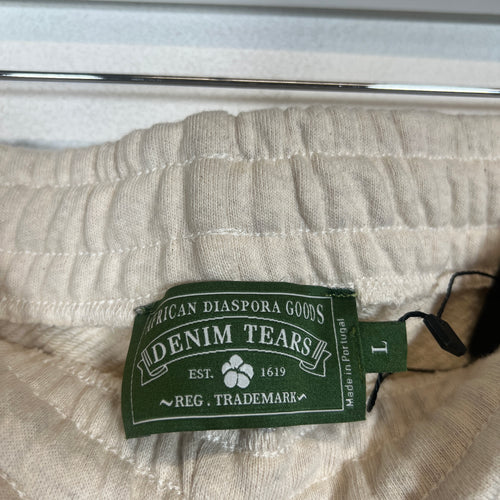 AFRICAN DIASPORA GOODS
DENIM TEARS
EST. 1619
~REG . TRADEMARK~
Made in Portugal
L